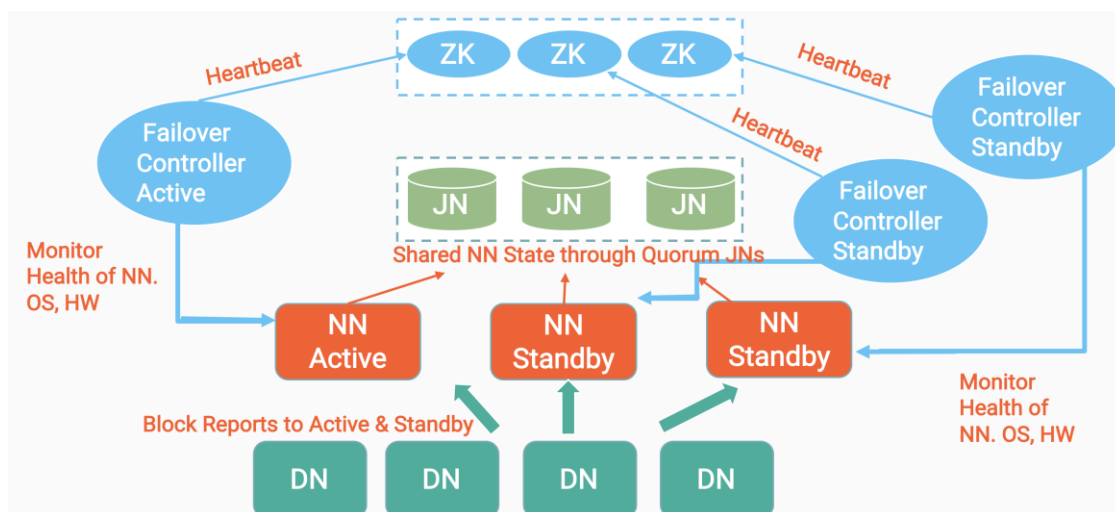 ZK
ZK
ZK
Heartbeat
Heartbeat
Heartbeat
Failover
Controller
Active
Failover
Controller
Standby
Failover
Controller
Standby
JN
JN
JN
Shared NN State through Quorum JNs
Monitor
Health of NN.
OS, HW
NN
Active
NN
Standby
NN
Standby
Monitor
Health of
NN. OS, HW
Block Reports to Active & Standby
DN
DN
DN
DN